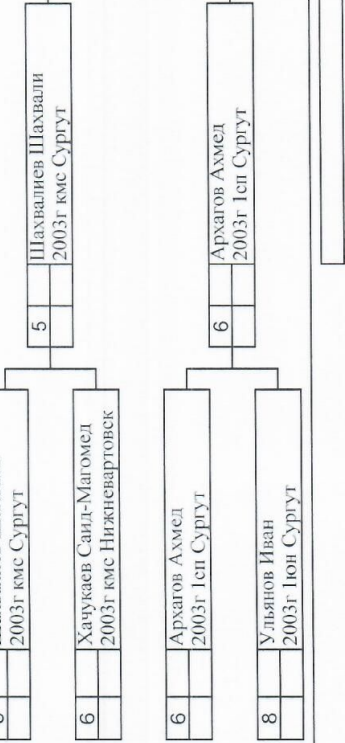 2003г кмс Сургут
6
Хачукаев Саид-Магомед
2003г кмс Нижневартовск
6
Архагов Ахмед
2003г 1сп Сургут
8
Ульянов Иван
2003г 1юн Сургут
5
Шахвалиев Шахвали
2003г кмс Сургут
6
Архагов Ахмед
2003г 1сп Сургут